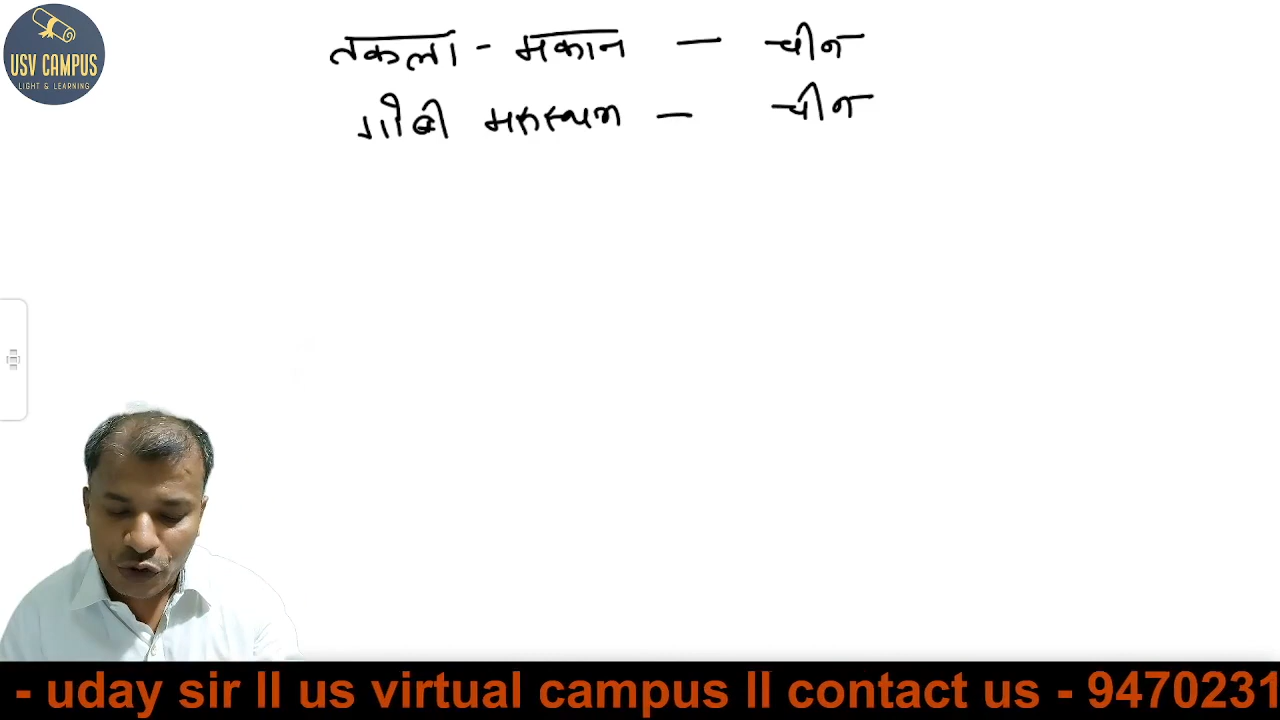 USV CAMPUS
LIGHT & LEARNING
तकला - मकान — चीन
गोबी मरुस्थल — चीन
- uday sir ll us virtual campus ll contact us - 9470231